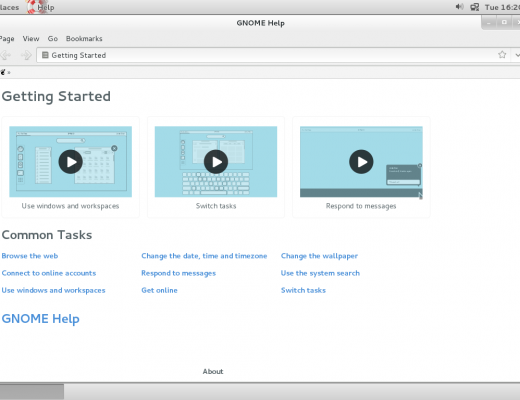 laces Help Tue 16:20
GNOME Help
Page View Go Bookmarks
Getting Started
Getting Started
Use windows and workspaces Switch tasks Respond to messages
Common Tasks
Browse the web Change the date, time and timezone Change the wallpaper
Connect to online accounts Respond to messages Use the system search
Use windows and workspaces Get online Switch tasks
GNOME Help
About